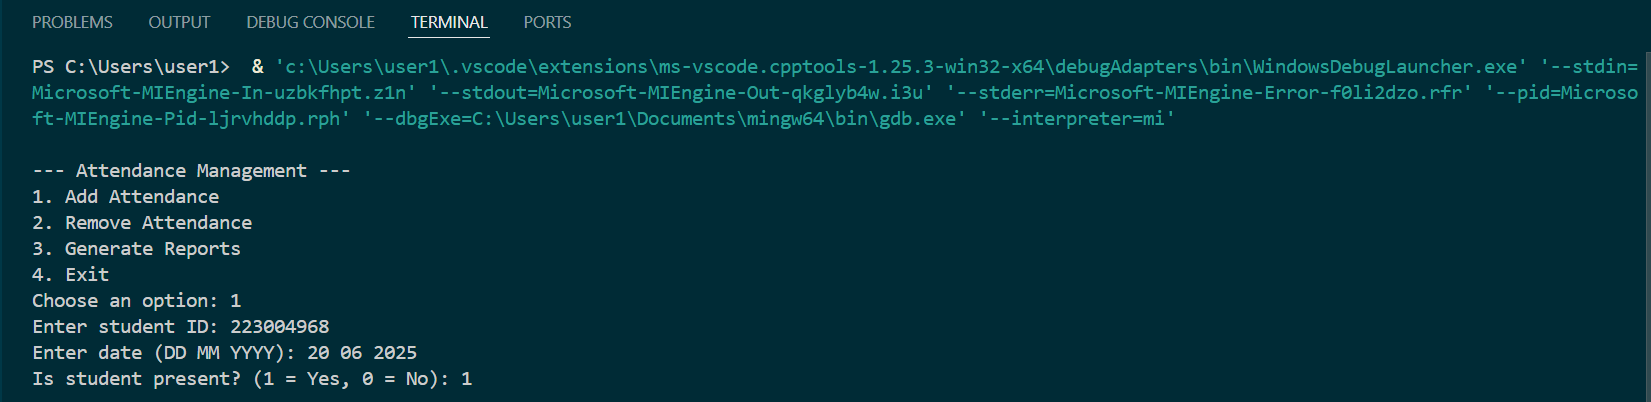 PROBLEMS OUTPUT DEBUG CONSOLE TERMINAL PORTS
PS C:\Users\user1>  & 'c:\Users\user1\.vscode\extensions\ms-vscode.cpptools-1.25.3-win32-x64\debugAdapters\bin\WindowsDebugLauncher.exe' '--stdin=
Microsoft-MIEngine-In-uzbkfhpt.z1n' '--stdout=Microsoft-MIEngine-Out-qkglyb4w.i3u' '--stderr=Microsoft-MIEngine-Error-f0li2dzo.rfr' '--pid=Microso
ft-MIEngine-Pid-ljrvhddp.rph' '--dbgExe=C:\Users\user1\Documents\mingw64\bin\gdb.exe' '--interpreter=mi'
--- Attendance Management ---
1. Add Attendance
2. Remove Attendance
3. Generate Reports
4. Exit
Choose an option: 1
Enter student ID: 223004968
Enter date (DD MM YYYY): 20 06 2025
Is student present? (1 = Yes, 0 = No): 1